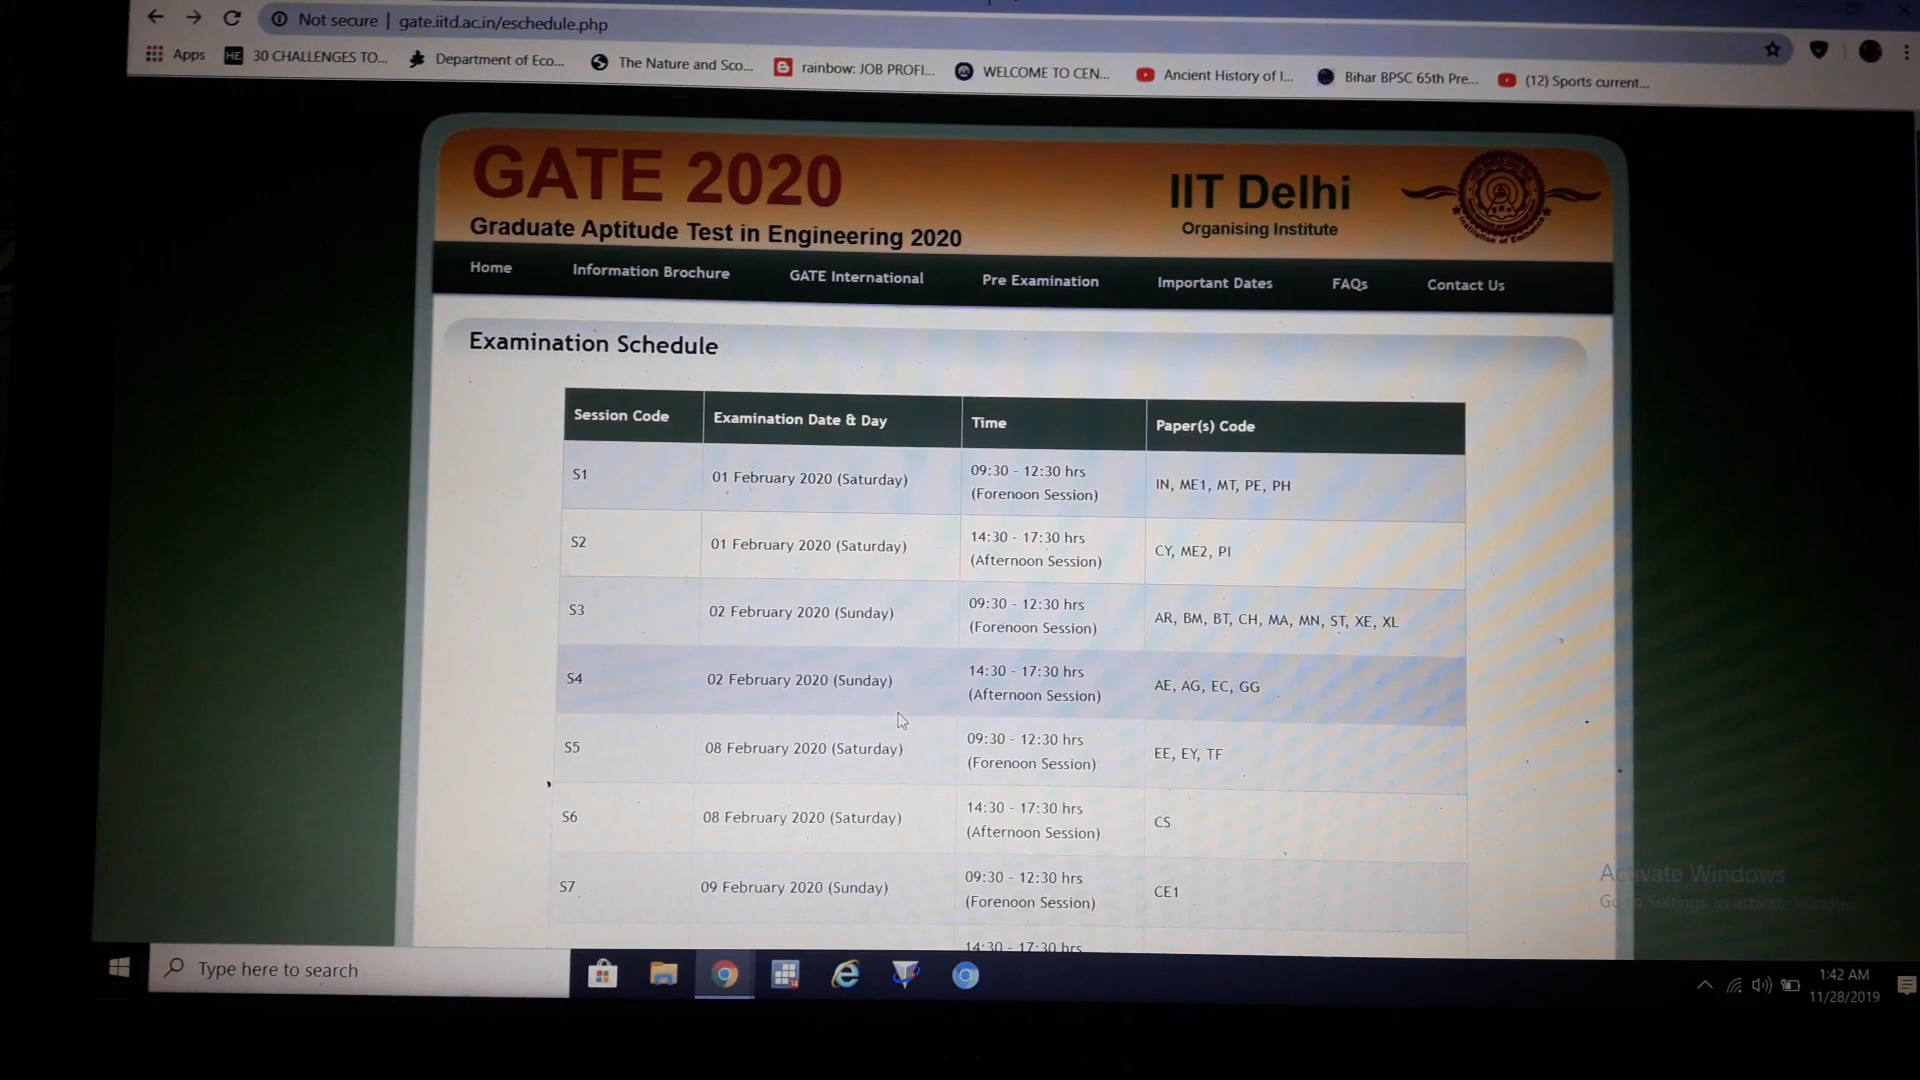 Not secure | gate.iitd.ac.in/eschedule.php
Apps HE 30 CHALLENGES TO... Department of Eco... The Nature and Sco... rainbow: JOB PROFI... WELCOME TO CEN... Ancient History of I... Bihar BPSC 65th Pre... (12) Sports current...
GATE 2020
Graduate Aptitude Test in Engineering 2020
IIT Delhi
Organising Institute
Home Information Brochure GATE International Pre Examination Important Dates FAQs Contact Us
Examination Schedule
Session Code Examination Date & Day Time Paper(s) Code
S1 01 February 2020 (Saturday) 09:30 - 12:30 hrs IN, ME1, MT, PE, PH
(Forenoon Session)
S2 01 February 2020 (Saturday) 14:30 - 17:30 hrs CY, ME2, PI
(Afternoon Session)
S3 02 February 2020 (Sunday) 09:30 - 12:30 hrs AR, BM, BT, CH, MA, MN, ST, XE, XL
(Forenoon Session)
S4 02 February 2020 (Sunday) 14:30 - 17:30 hrs AE, AG, EC, GG
(Afternoon Session)
S5 08 February 2020 (Saturday) 09:30 - 12:30 hrs EE, EY, TF
(Forenoon Session)
S6 08 February 2020 (Saturday) 14:30 - 17:30 hrs CS
(Afternoon Session)
S7 09 February 2020 (Sunday) 09:30 - 12:30 hrs CE1
(Forenoon Session)
14:30 - 17:30 hrs
Activate Windows
Go to Settings to activate Windows.
Type here to search
1:42 AM
11/28/2019